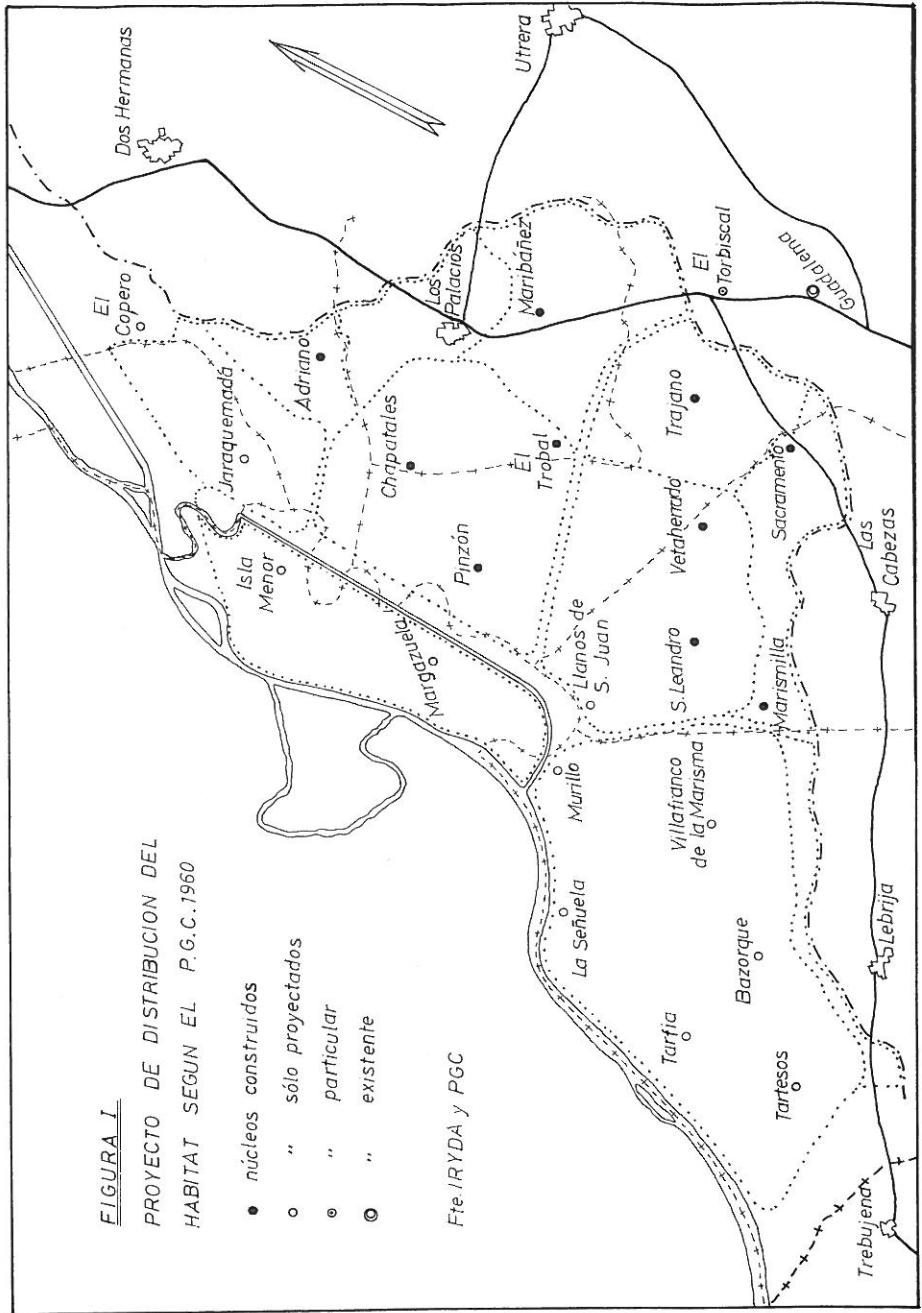 FIGURA I
PROYECTO DE DISTRIBUCION DEL
HABITAT SEGUN EL P.G.C. 1960
● núcleos construidos
○ " sólo proyectados
⊙ " particular
◎ " existente
Fte. IRYDA y PGC
Dos Hermanas
Utrera
El
Copero
Adriano
Los
Palacios
Maribáñez
El
Torbiscal
Guadalema
Jaraquemadá
Chapatales
El
Trobal
Trajano
Isla
Menor
Pinzón
Vetaherrado
Sacramento
Margazuela
Llanos de
S. Juan
S. Leandro
Las
Cabezas
Marismilla
Murillo
Villafranco
de la Marisma
La Señuela
Bazorque
Lebrija
Tarfia
Tartesos
Trebujena